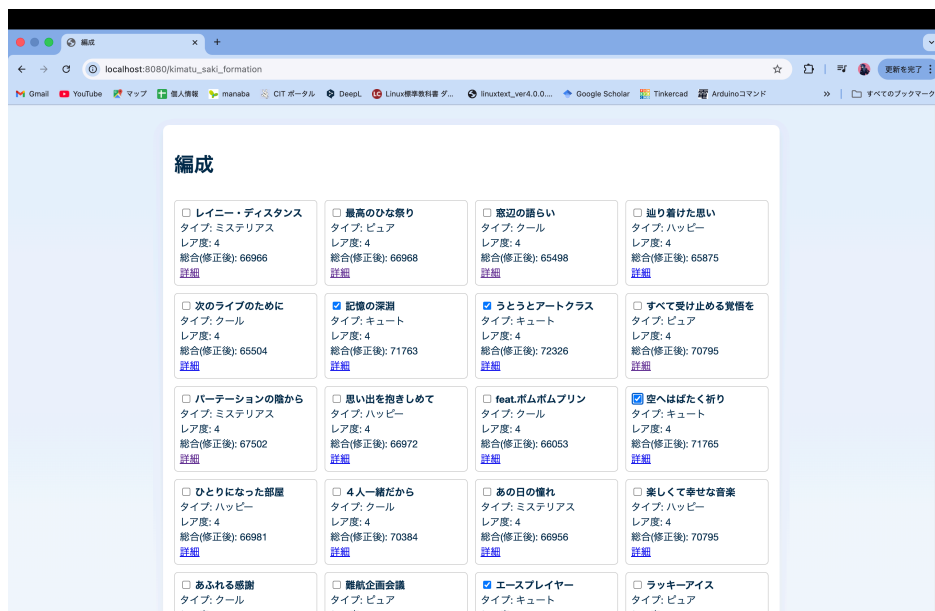 編成
localhost:8080/kimatu_saki_formation
更新を完了
Gmail YouTube マップ 個人情報 manaba CIT ポータル DeepL Linux標準教科書 ダ... linuxtext_ver4.0.0.... Google Scholar Tinkercad Arduinoコマンド すべてのブックマーク
編成
レイニー・ディスタンス
タイプ: ミステリアス
レア度: 4
総合(修正後): 66966
詳細
最高のひな祭り
タイプ: ピュア
レア度: 4
総合(修正後): 66968
詳細
窓辺の語らい
タイプ: クール
レア度: 4
総合(修正後): 65498
詳細
辿り着けた思い
タイプ: ハッピー
レア度: 4
総合(修正後): 65875
詳細
次のライブのために
タイプ: クール
レア度: 4
総合(修正後): 65504
詳細
記憶の深淵
タイプ: キュート
レア度: 4
総合(修正後): 71763
詳細
うとうとアートクラス
タイプ: キュート
レア度: 4
総合(修正後): 72326
詳細
すべて受け止める覚悟を
タイプ: ピュア
レア度: 4
総合(修正後): 70795
詳細
パーテーションの陰から
タイプ: ミステリアス
レア度: 4
総合(修正後): 67502
詳細
思い出を抱きしめて
タイプ: ハッピー
レア度: 4
総合(修正後): 66972
詳細
feat.ポムポムプリン
タイプ: クール
レア度: 4
総合(修正後): 66053
詳細
空へはばたく祈り
タイプ: キュート
レア度: 4
総合(修正後): 71765
詳細
ひとりになった部屋
タイプ: ハッピー
レア度: 4
総合(修正後): 66981
詳細
４人一緒だから
タイプ: クール
レア度: 4
総合(修正後): 70384
詳細
あの日の憧れ
タイプ: ミステリアス
レア度: 4
総合(修正後): 66956
詳細
楽しくて幸せな音楽
タイプ: ハッピー
レア度: 4
総合(修正後): 70795
詳細
あふれる感謝
タイプ: クール
難航企画会議
タイプ: ピュア
エースプレイヤー
タイプ: キュート
ラッキーアイス
タイプ: ピュア